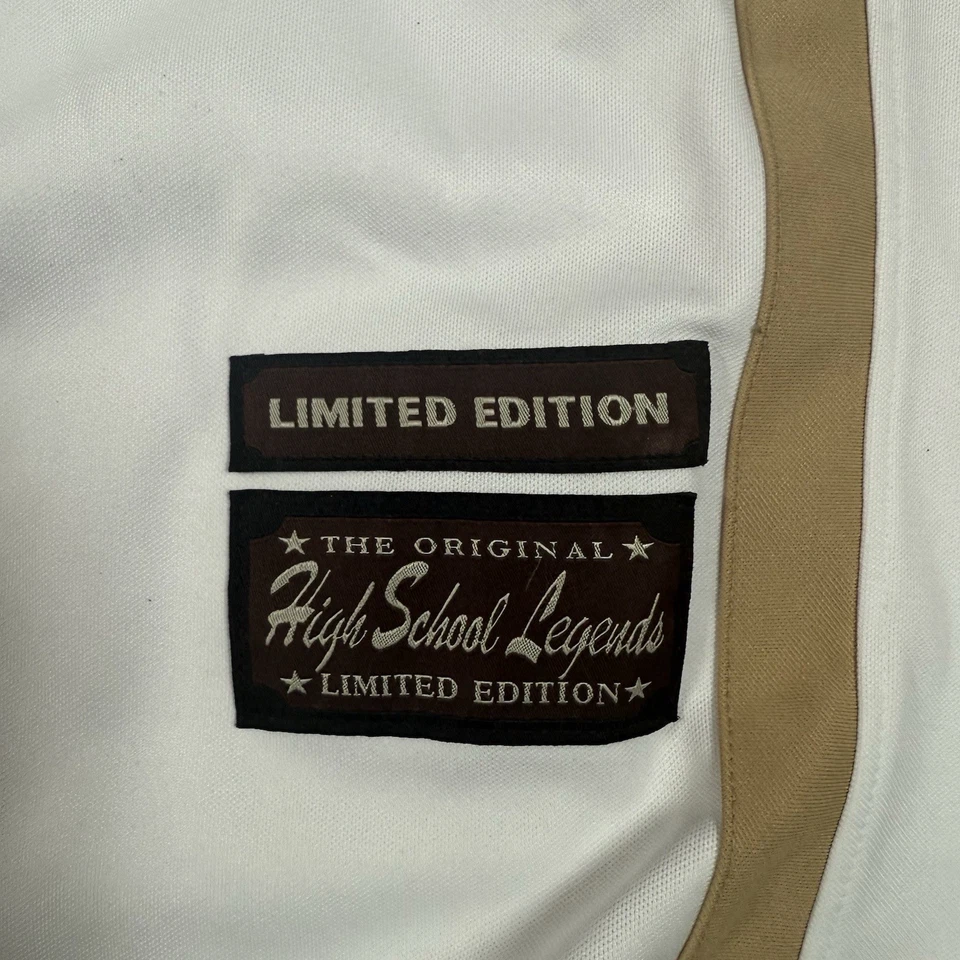 LIMITED EDITION
THE ORIGINAL
High School Legends
LIMITED EDITION